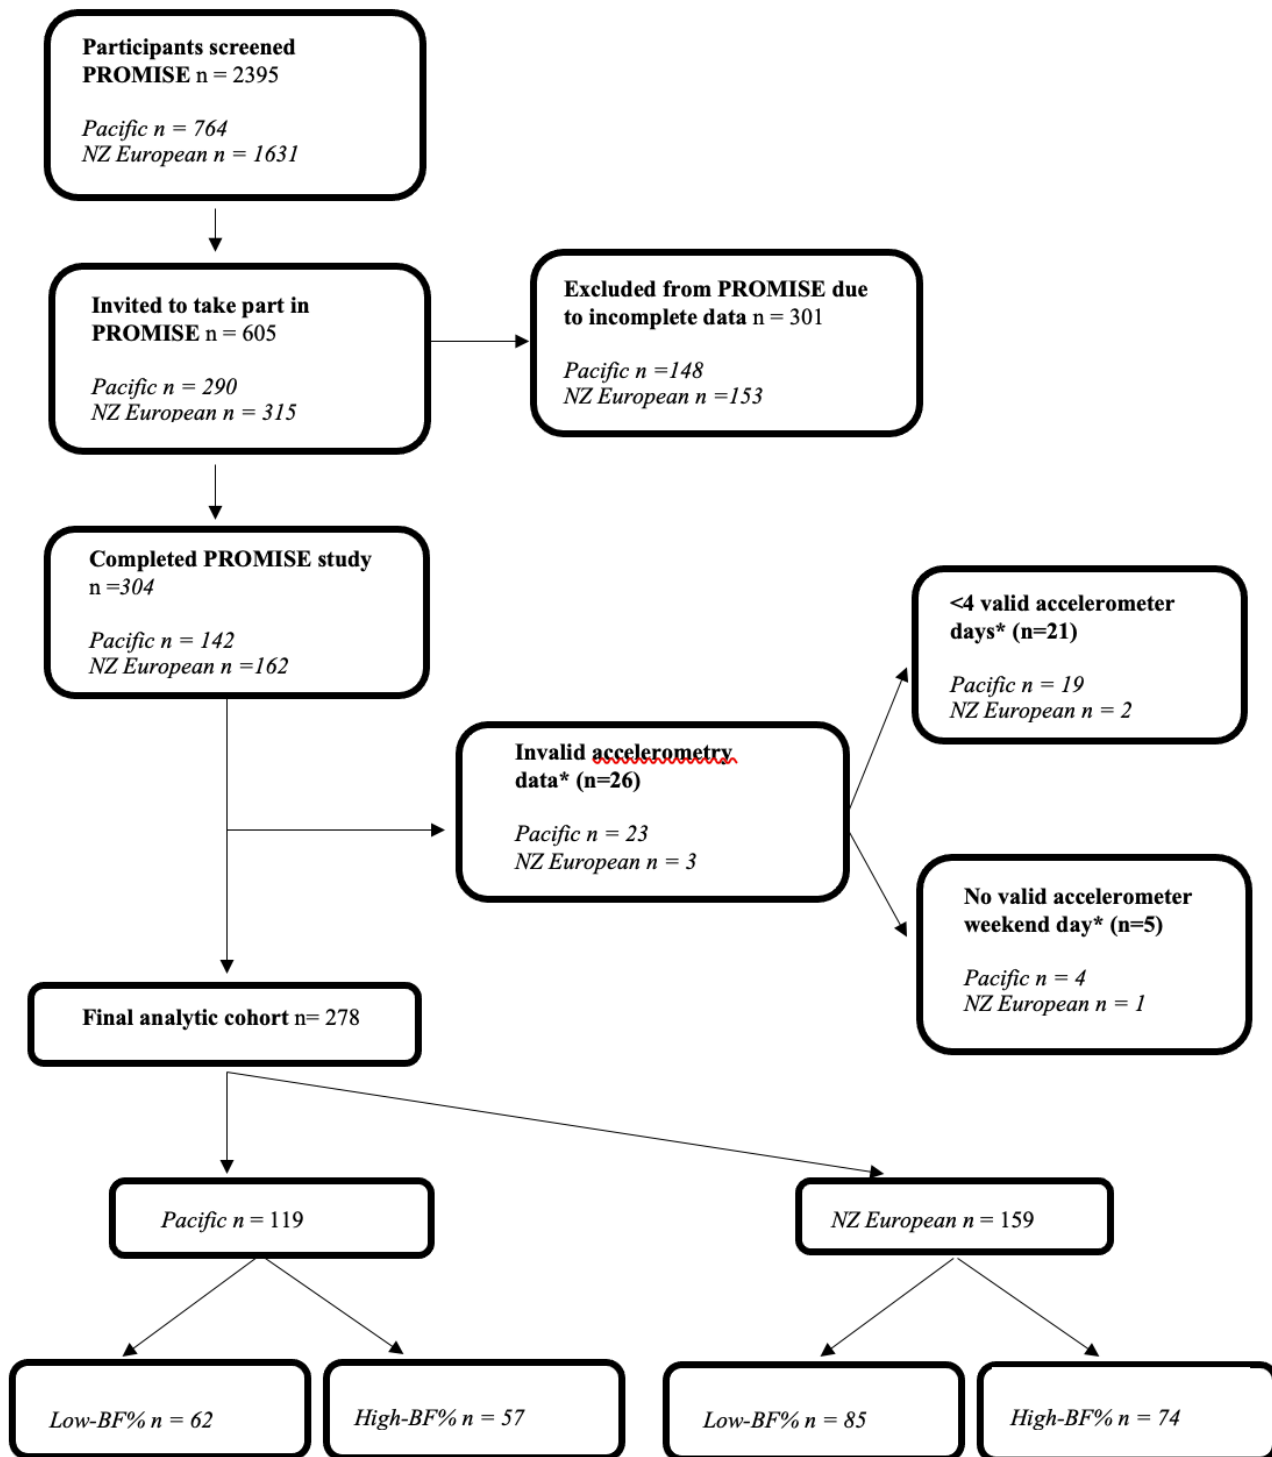 Participants screened
PROMISE n = 2395
Pacific n = 764
NZ European n = 1631
Invited to take part in
PROMISE n = 605
Pacific n = 290
NZ European n = 315
Excluded from PROMISE due
to incomplete data n = 301
Pacific n =148
NZ European n =153
Completed PROMISE study
n =304
Pacific n = 142
NZ European n =162
<4 valid accelerometer
days* (n=21)
Pacific n = 19
NZ European n = 2
Invalid accelerometry
data* (n=26)
Pacific n = 23
NZ European n = 3
No valid accelerometer
weekend day* (n=5)
Pacific n = 4
NZ European n = 1
Final analytic cohort n= 278
Pacific n = 119
NZ European n = 159
Low-BF% n = 62
High-BF% n = 57
Low-BF% n = 85
High-BF% n = 74